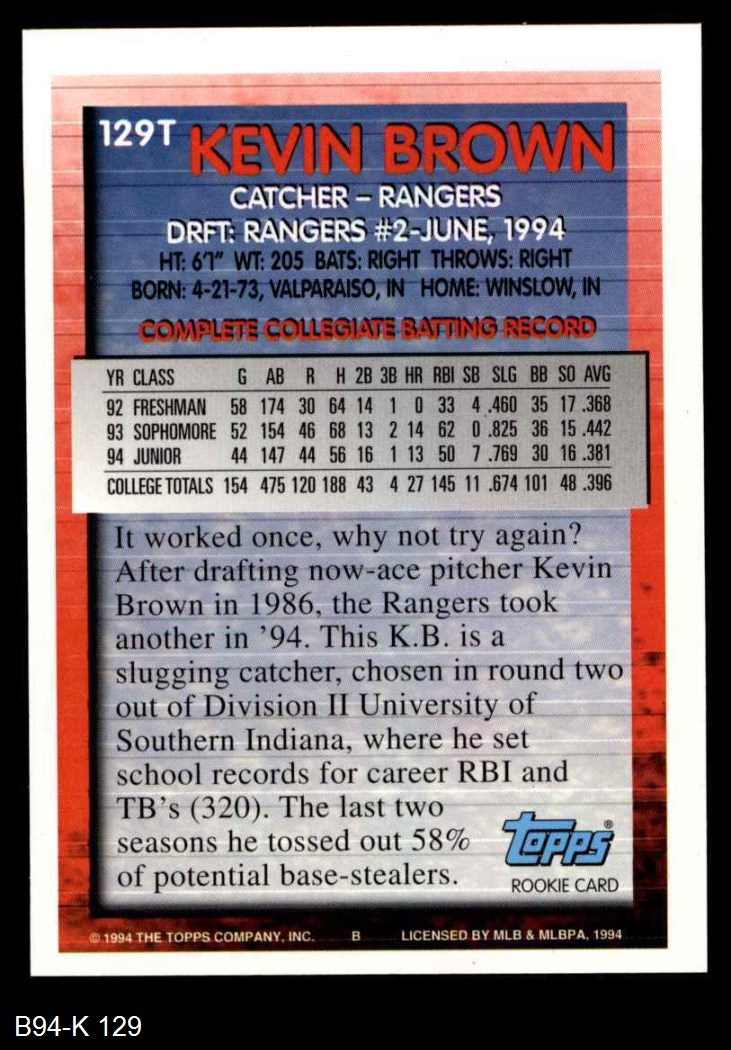 129T KEVIN BROWN
CATCHER – RANGERS
DRFT: RANGERS #2-JUNE, 1994
HT: 6'1" WT: 205 BATS: RIGHT THROWS: RIGHT
BORN: 4-21-73, VALPARAISO, IN HOME: WINSLOW, IN
COMPLETE COLLEGIATE BATTING RECORD
YR CLASS G AB R H 2B 3B HR RBI SB SLG BB SO AVG
92 FRESHMAN 58 174 30 64 14 1 0 33 4 .460 35 17 .368
93 SOPHOMORE 52 154 46 68 13 2 14 62 0 .825 36 15 .442
94 JUNIOR 44 147 44 56 16 1 13 50 7 .769 30 16 .381
COLLEGE TOTALS 154 475 120 188 43 4 27 145 11 .674 101 48 .396
It worked once, why not try again?
After drafting now-ace pitcher Kevin
Brown in 1986, the Rangers took
another in '94. This K.B. is a
slugging catcher, chosen in round two
out of Division II University of
Southern Indiana, where he set
school records for career RBI and
TB's (320). The last two
seasons he tossed out 58%
of potential base-stealers.
Topps®
ROOKIE CARD
© 1994 THE TOPPS COMPANY, INC. B LICENSED BY MLB & MLBPA, 1994
B94-K 129